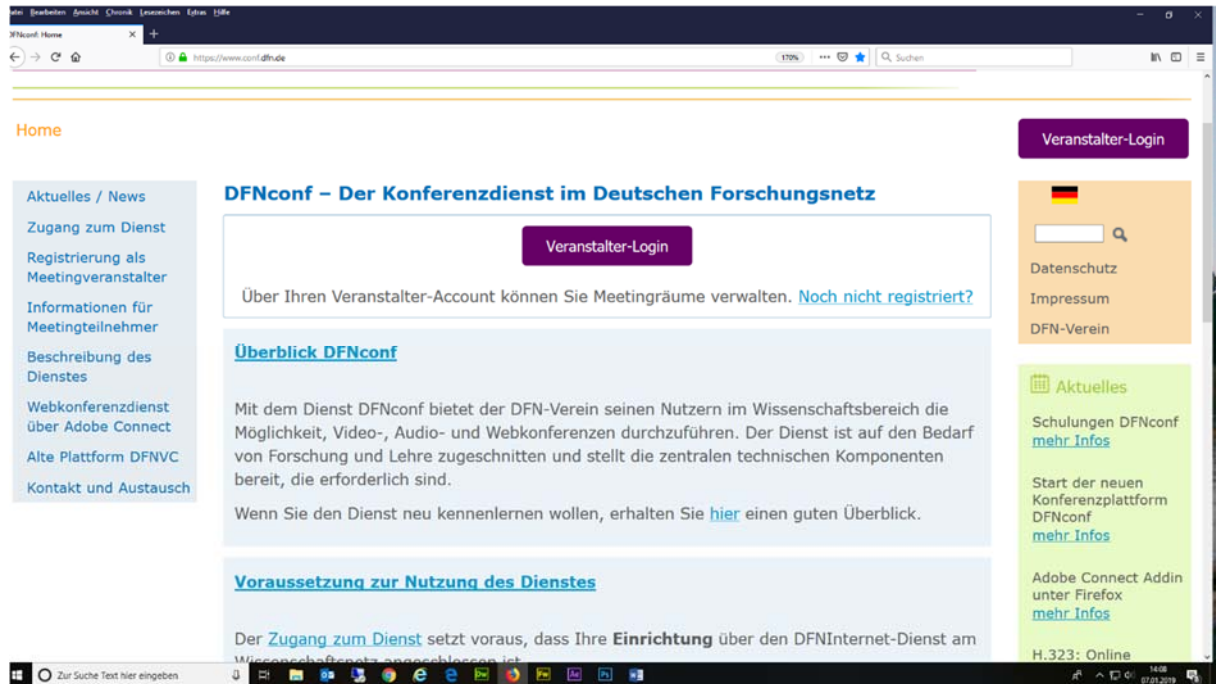 Datei Bearbeiten Ansicht Chronik Lesezeichen Extras Hilfe
DFNconf: Home
https://www.conf.dfn.de
170%
Suchen
Home
Veranstalter-Login
Aktuelles / News
Zugang zum Dienst
Registrierung als
Meetingveranstalter
Informationen für
Meetingteilnehmer
Beschreibung des
Dienstes
Webkonferenzdienst
über Adobe Connect
Alte Plattform DFNVC
Kontakt und Austausch
DFNconf – Der Konferenzdienst im Deutschen Forschungsnetz
Veranstalter-Login
Über Ihren Veranstalter-Account können Sie Meetingräume verwalten. Noch nicht registriert?
Überblick DFNconf
Mit dem Dienst DFNconf bietet der DFN-Verein seinen Nutzern im Wissenschaftsbereich die
Möglichkeit, Video-, Audio- und Webkonferenzen durchzuführen. Der Dienst ist auf den Bedarf
von Forschung und Lehre zugeschnitten und stellt die zentralen technischen Komponenten
bereit, die erforderlich sind.
Wenn Sie den Dienst neu kennenlernen wollen, erhalten Sie hier einen guten Überblick.
Voraussetzung zur Nutzung des Dienstes
Der Zugang zum Dienst setzt voraus, dass Ihre Einrichtung über den DFNInternet-Dienst am
Wissenschaftsnetz angeschlossen ist
Datenschutz
Impressum
DFN-Verein
Aktuelles
Schulungen DFNconf
mehr Infos
Start der neuen
Konferenzplattform
DFNconf
mehr Infos
Adobe Connect Addin
unter Firefox
mehr Infos
H.323: Online
Zur Suche Text hier eingeben
Dw
Fw
Ae
Ps
14:08
07.01.2019